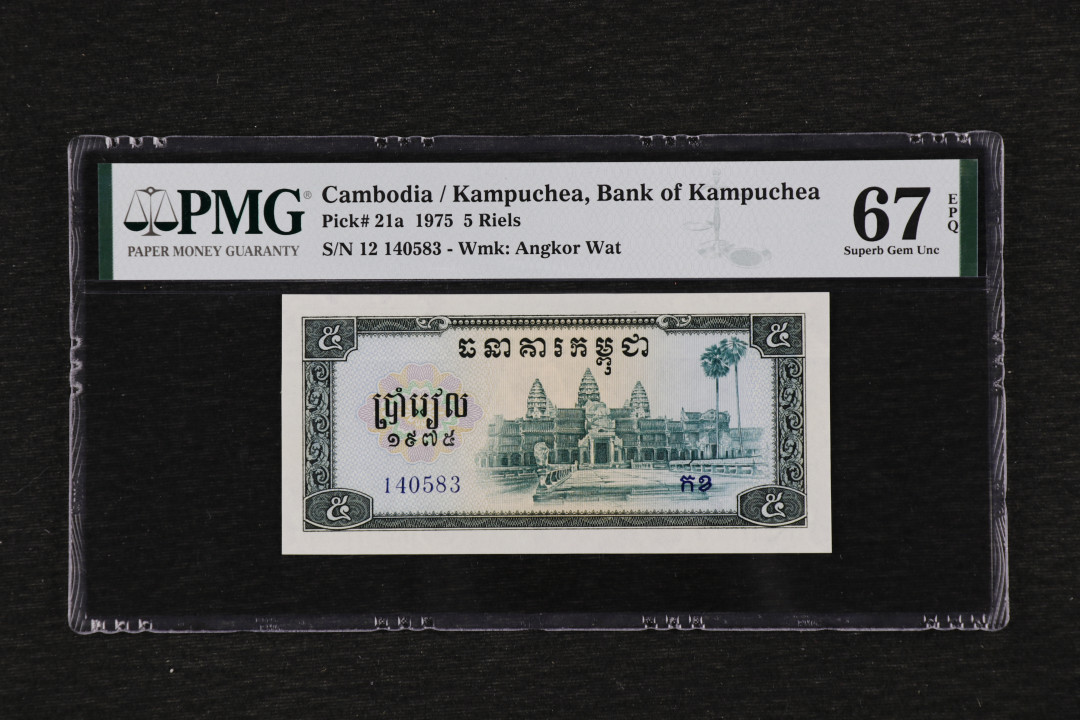 PMG®
PAPER MONEY GUARANTY
Cambodia / Kampuchea, Bank of Kampuchea
Pick# 21a 1975 5 Riels
S/N 12 140583 - Wmk: Angkor Wat
67
EPQ
Superb Gem Unc
៥ ៥
ធនាគារកម្ពុជា
ប្រាំរៀល
១៩៧៥
140583
កខ
៥ ៥